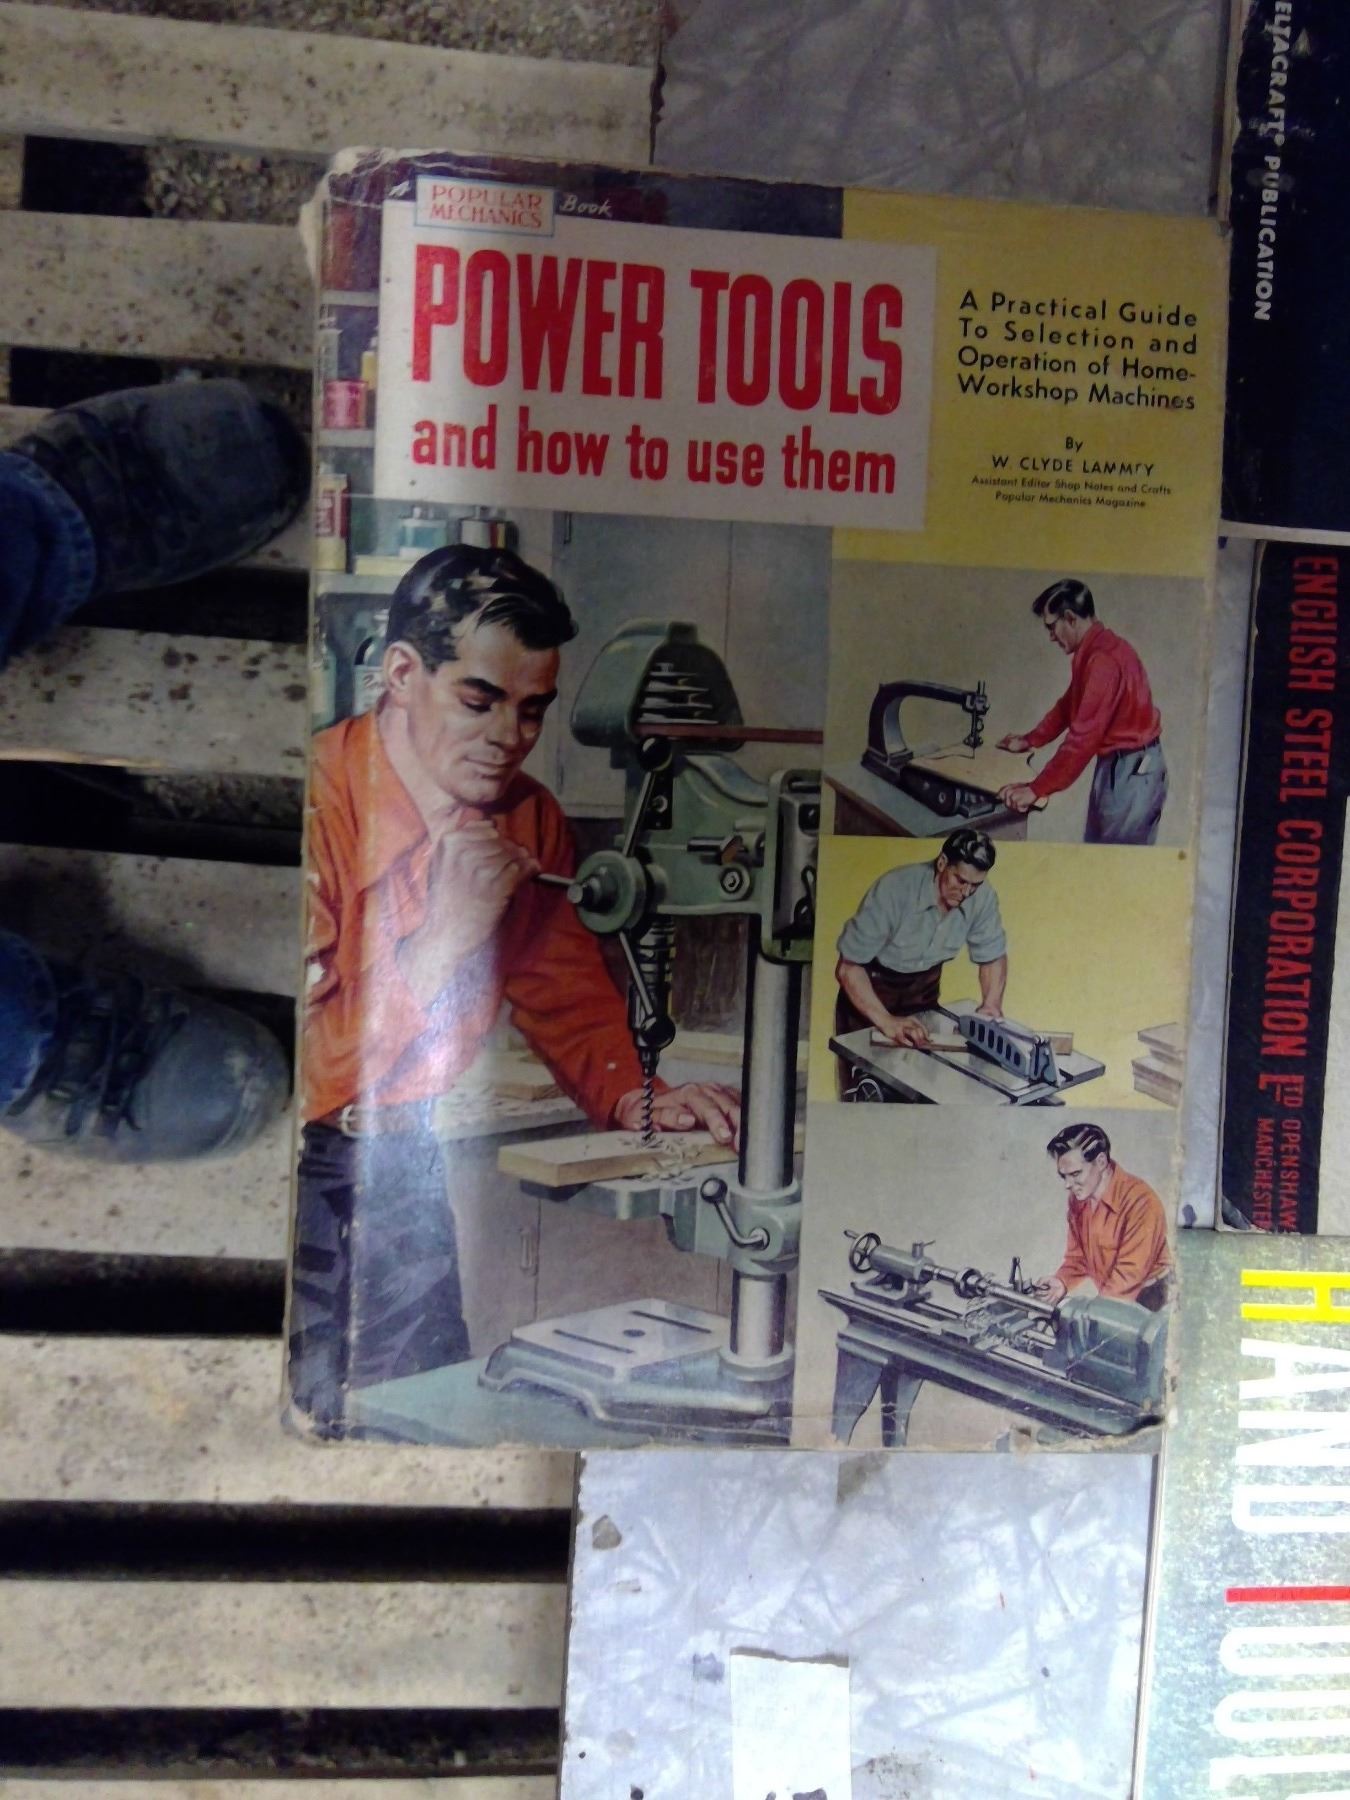 A POPULAR MECHANICS Book
POWER TOOLS
and how to use them
A Practical Guide
To Selection and
Operation of Home-
Workshop Machines
By
W. CLYDE LAMMEY
Assistant Editor Shop Notes and Crafts
Popular Mechanics Magazine
ELTACRAFT® PUBLICATION
ENGLISH STEEL CORPORATION LTD OPENSHAW MANCHESTER
HAND